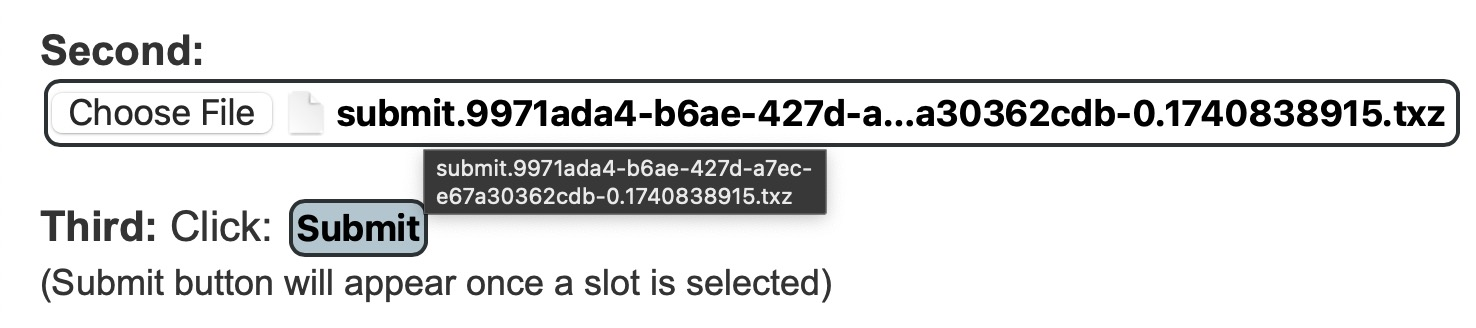 Second:
Choose File submit.9971ada4-b6ae-427d-a...a30362cdb-0.1740838915.txz
submit.9971ada4-b6ae-427d-a7ec-
e67a30362cdb-0.1740838915.txz
Third: Click: Submit
(Submit button will appear once a slot is selected)